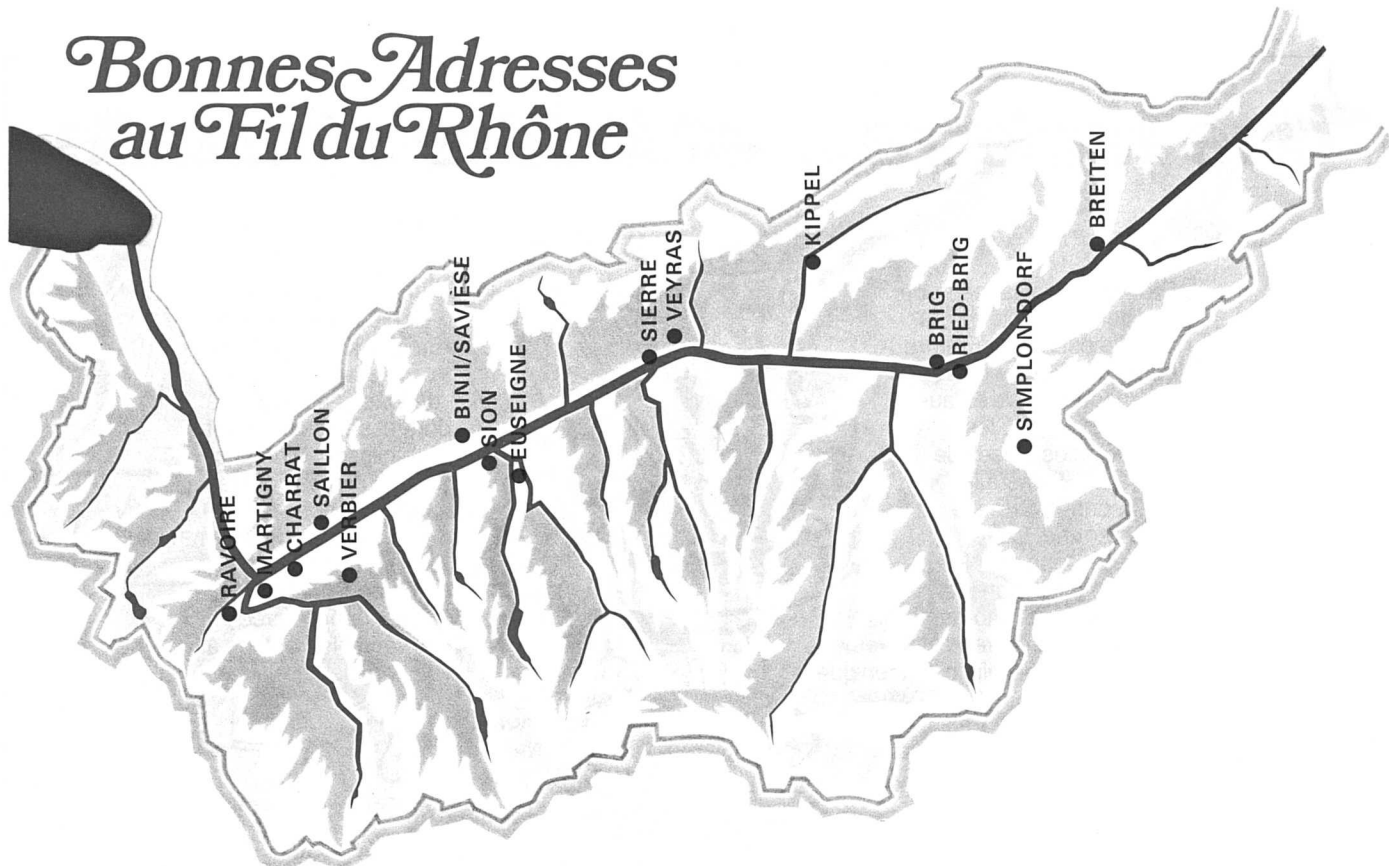 Bonnes Adresses
au Fil du Rhône
RAVOIRE
MARTIGNY
CHARRAT
SAILLON
VERBIER
BINII/SAVIÈSE
SION
EUSEIGNE
SIERRE
VEYRAS
KIPPEL
BRIG
RIED-BRIG
SIMPLON-DORF
BREITEN